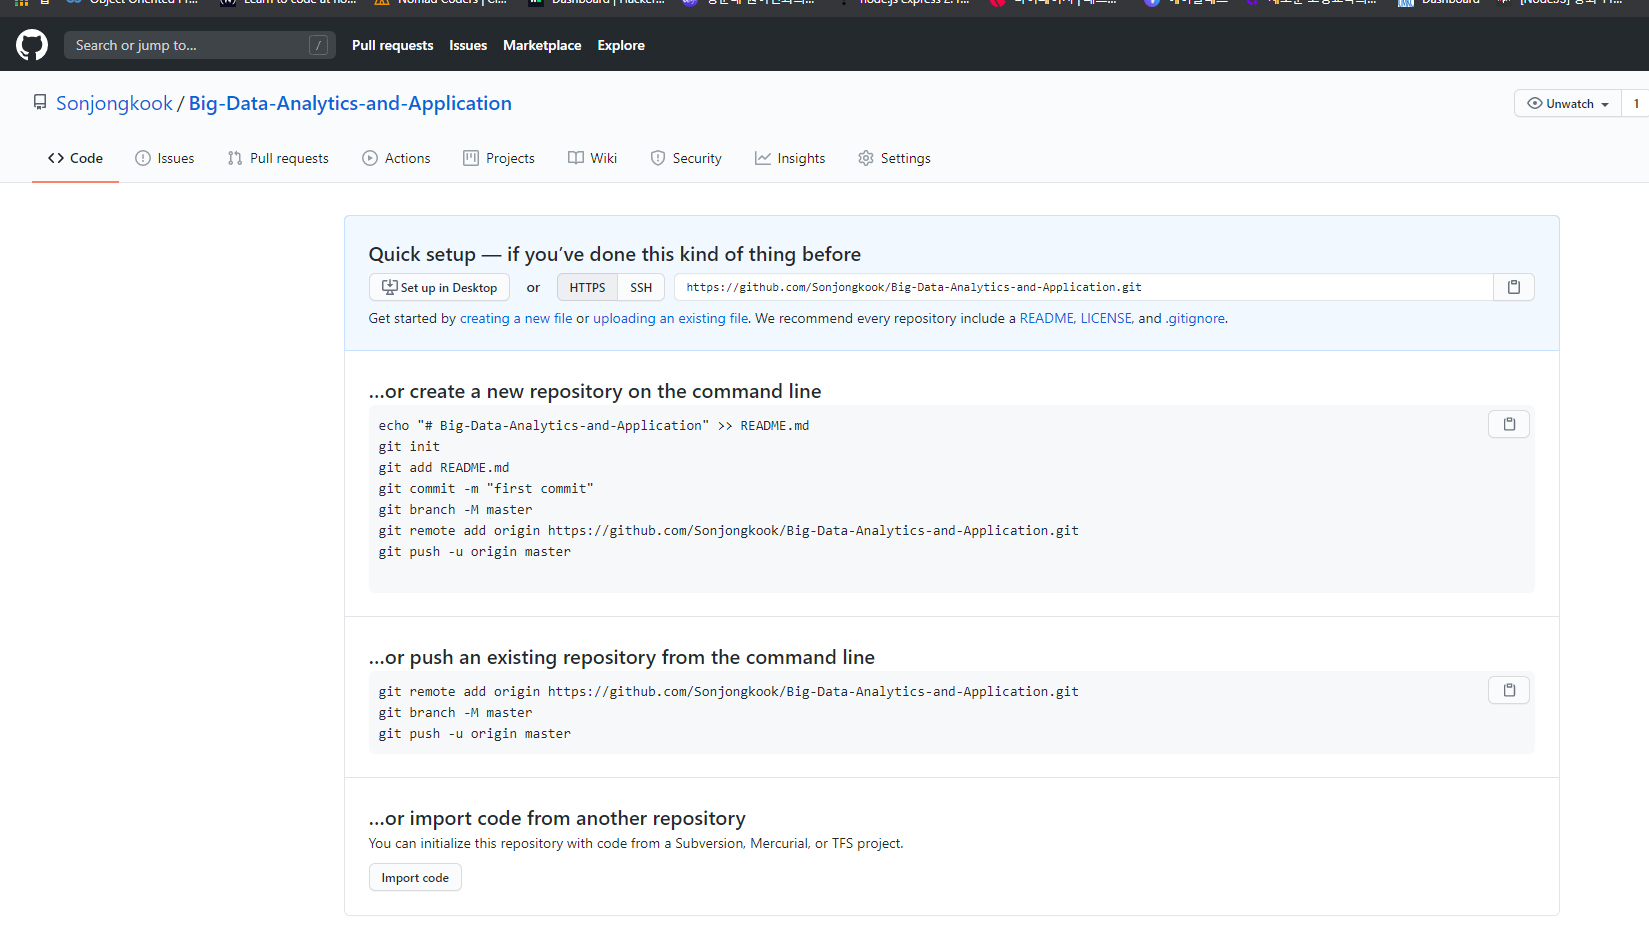 Search or jump to... /
Pull requests Issues Marketplace Explore
Sonjongkook / Big-Data-Analytics-and-Application
Unwatch 1
Code Issues Pull requests Actions Projects Wiki Security Insights Settings
Quick setup — if you’ve done this kind of thing before
Set up in Desktop or HTTPS SSH https://github.com/Sonjongkook/Big-Data-Analytics-and-Application.git
Get started by creating a new file or uploading an existing file. We recommend every repository include a README, LICENSE, and .gitignore.
…or create a new repository on the command line
echo "# Big-Data-Analytics-and-Application" >> README.md
git init
git add README.md
git commit -m "first commit"
git branch -M master
git remote add origin https://github.com/Sonjongkook/Big-Data-Analytics-and-Application.git
git push -u origin master
…or push an existing repository from the command line
git remote add origin https://github.com/Sonjongkook/Big-Data-Analytics-and-Application.git
git branch -M master
git push -u origin master
…or import code from another repository
You can initialize this repository with code from a Subversion, Mercurial, or TFS project.
Import code